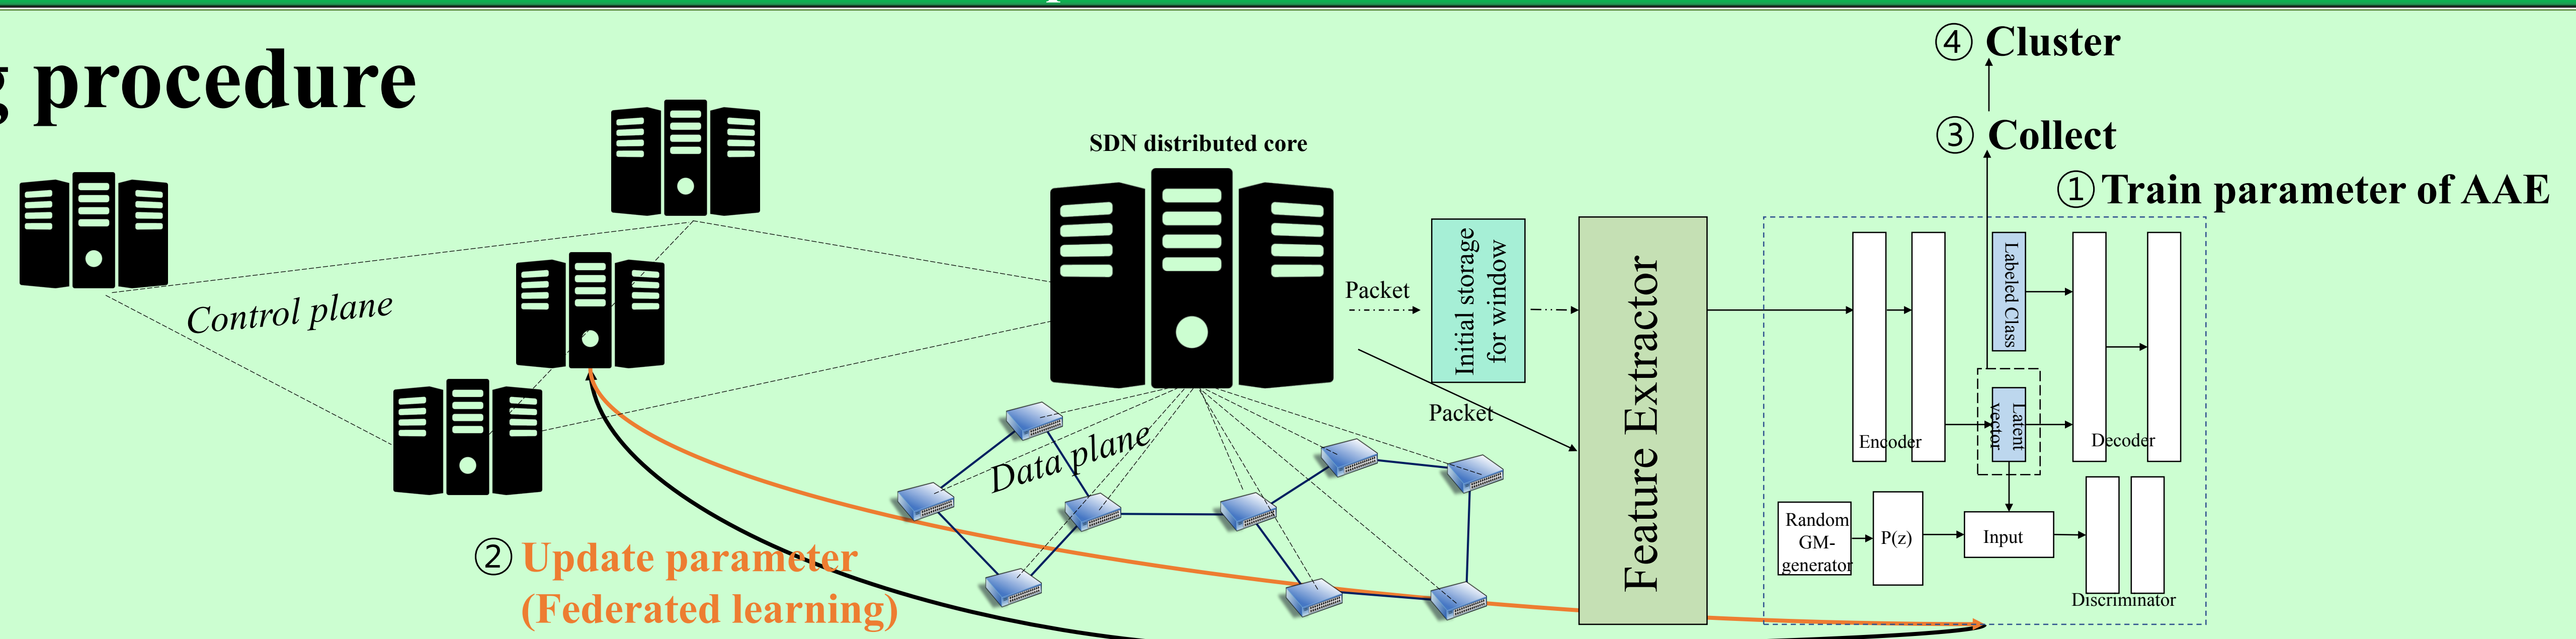 procedure
④ Cluster
③ Collect
① Train parameter of AAE
SDN distributed core
Control plane
Data plane
② Update parameter
(Federated learning)
Packet
Packet
Initial storage
for window
Feature Extractor
Labeled Class
Latent
vector
Encoder
Decoder
Random
GM-
generator
P(z)
Input
Discriminator